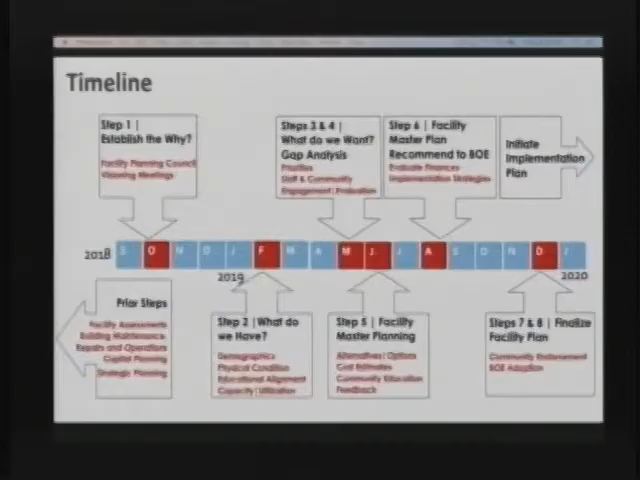 Timeline
Step 1 |
Establish the Why?
Facility Planning Council
Visioning Meetings
Steps 3 & 4 |
What do we Want?
Gap Analysis
Priorities
Staff & Community
Engagement: Evaluation
Step 6 | Facility
Master Plan
Recommend to BOE
Evaluate Finances
Implementation Strategies
Initiate
Implementation
Plan
2018 S O N D J F M A M J J A S O N D J
2019
2020
Prior Steps
Facility Assessments
Building Maintenance
Repairs and Operations
Capital Planning
Strategic Planning
Step 2 | What do
we Have?
Demographics
Physical Condition
Educational Alignment
Capacity: Utilization
Step 5 | Facility
Master Planning
Alternatives: Options
Cost Estimates
Community Education
Feedback
Steps 7 & 8 | Finalize
Facility Plan
Community Endorsement
BOE Adoption